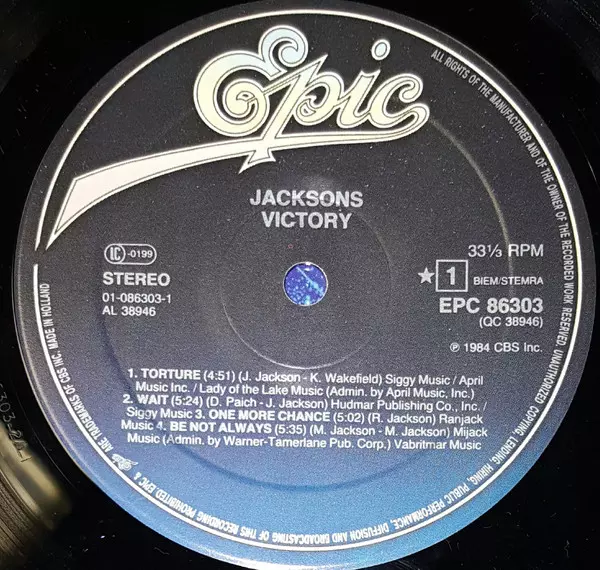 Epic
JACKSONS
VICTORY
LC -0199
STEREO
01-086303-1
AL 38946
33⅓ RPM
★ 1 BIEM/STEMRA
EPC 86303
(QC 38946)
℗ 1984 CBS Inc.
1. TORTURE (4:51) (J. Jackson - K. Wakefield) Siggy Music / April
Music Inc. / Lady of the Lake Music (Admin. by April Music, Inc.)
2. WAIT (5:24) (D. Paich - J. Jackson) Hudmar Publishing Co., Inc. /
Siggy Music 3. ONE MORE CHANCE (5:02) (R. Jackson) Ranjack
Music 4. BE NOT ALWAYS (5:35) (M. Jackson - M. Jackson) Mijack
Music (Admin. by Warner-Tamerlane Pub. Corp.) Vabritmar Music
ALL RIGHTS OF THE MANUFACTURER AND OF THE OWNER OF THE RECORDED WORK RESERVED. UNAUTHORIZED COPYING, LENDING, HIRING, PUBLIC PERFORMANCE, DIFFUSION AND BROADCASTING OF THIS RECORDING PROHIBITED EPIC & Epic ARE TRADEMARKS OF CBS INC. MADE IN HOLLAND